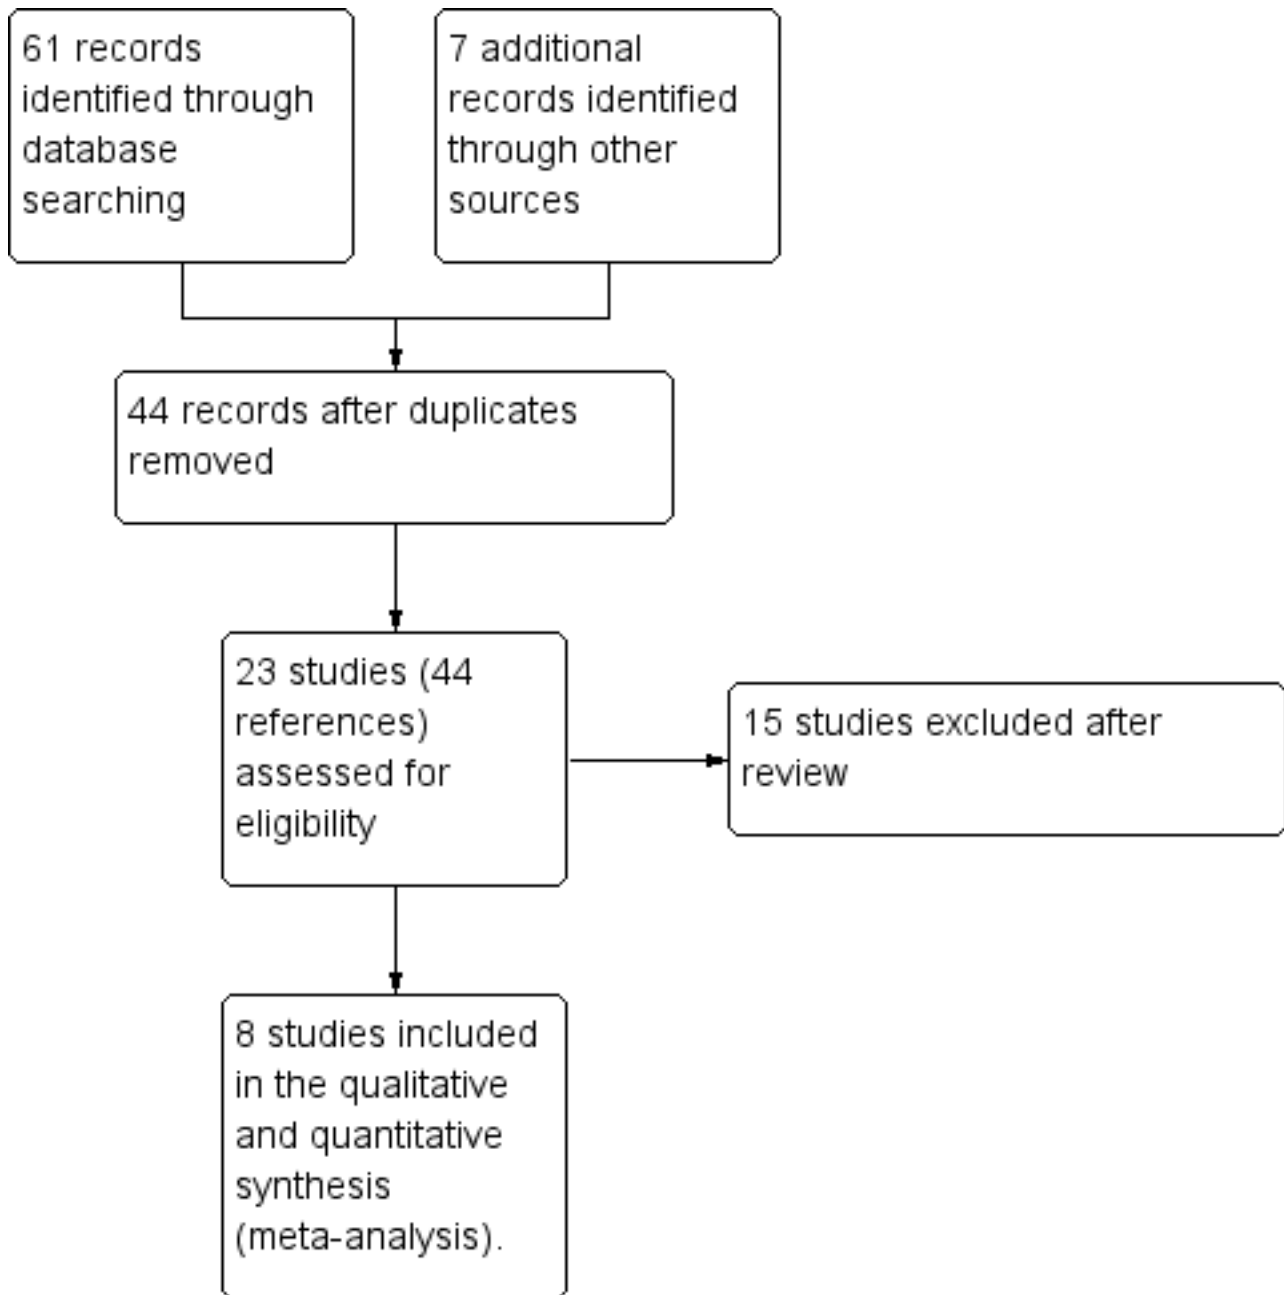 61 records
identified through
database
searching
7 additional
records identified
through other
sources
44 records after duplicates
removed
23 studies (44
references)
assessed for
eligibility
15 studies excluded after
review
8 studies included
in the qualitative
and quantitative
synthesis
(meta-analysis).